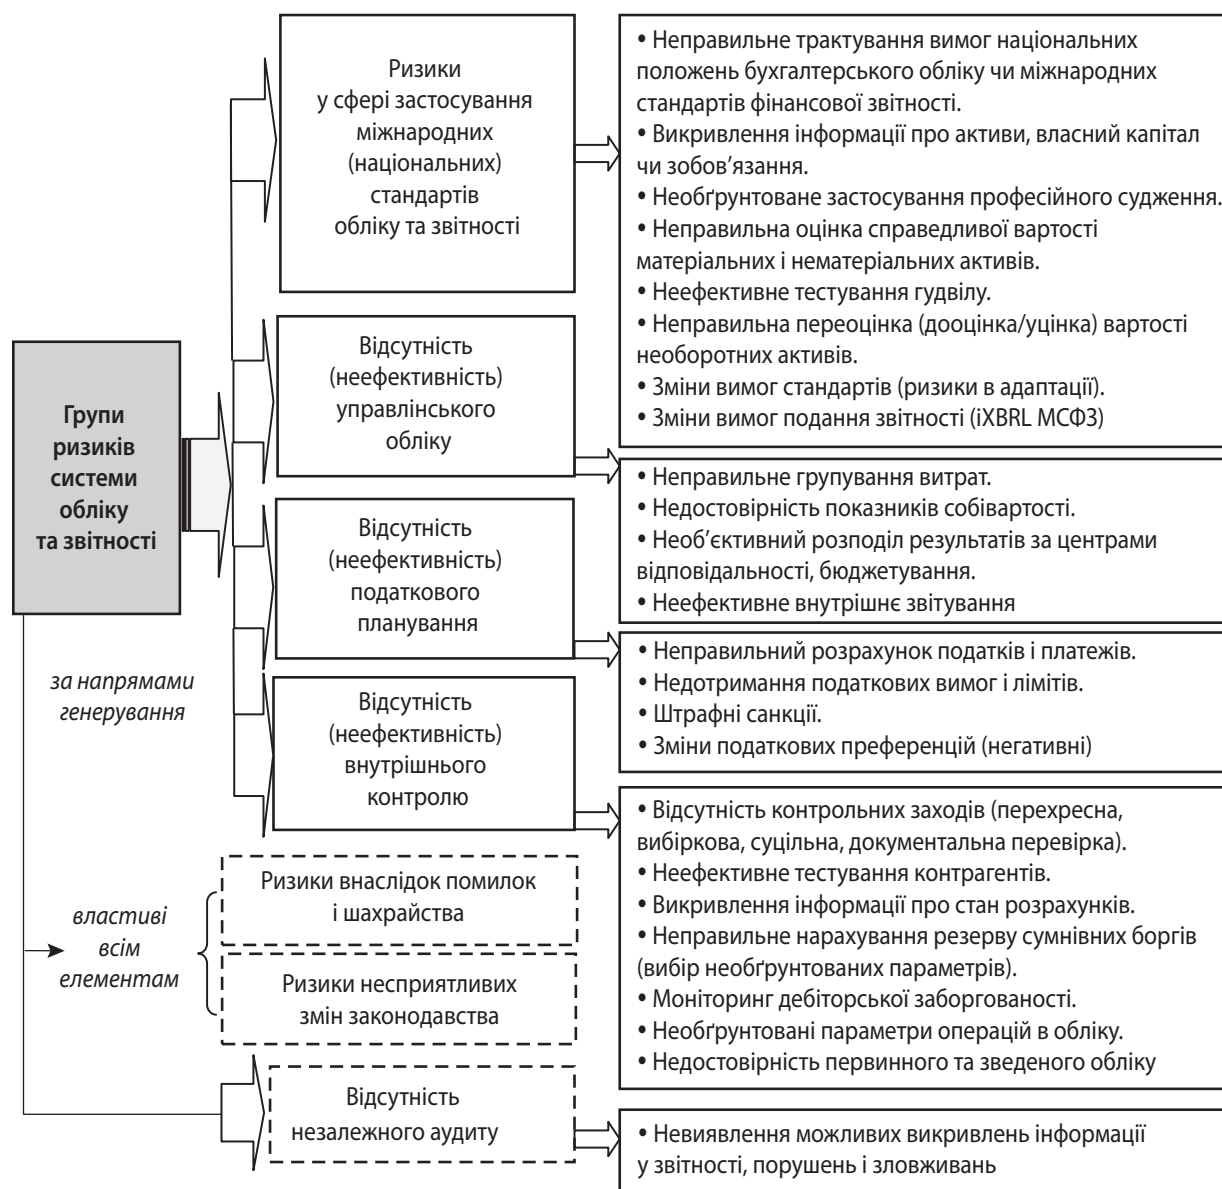 Групи
ризиків
системи
обліку
та звітності
за напрямами
генерування
Ризики
у сфері застосування
міжнародних
(національних)
стандартів
обліку та звітності
• Неправильне трактування вимог національних
положень бухгалтерського обліку чи міжнародних
стандартів фінансової звітності.
• Викривлення інформації про активи, власний капітал
чи зобов’язання.
• Необґрунтоване застосування професійного судження.
• Неправильна оцінка справедливої вартості
матеріальних і нематеріальних активів.
• Неефективне тестування гудвілу.
• Неправильна переоцінка (дооцінка/уцінка) вартості
необоротних активів.
• Зміни вимог стандартів (ризики в адаптації).
• Зміни вимог подання звітності (iXBRL МСФЗ)
Відсутність
(неефективність)
управлінського
обліку
• Неправильне групування витрат.
• Недостовірність показників собівартості.
• Необ’єктивний розподіл результатів за центрами
відповідальності, бюджетування.
• Неефективне внутрішнє звітування
Відсутність
(неефективність)
податкового
планування
• Неправильний розрахунок податків і платежів.
• Недотримання податкових вимог і лімітів.
• Штрафні санкції.
• Зміни податкових преференцій (негативні)
Відсутність
(неефективність)
внутрішнього
контролю
• Відсутність контрольних заходів (перехресна,
вибіркова, суцільна, документальна перевірка).
• Неефективне тестування контрагентів.
• Викривлення інформації про стан розрахунків.
• Неправильне нарахування резерву сумнівних боргів
(вибір необґрунтованих параметрів).
• Моніторинг дебіторської заборгованості.
• Необґрунтовані параметри операцій в обліку.
• Недостовірність первинного та зведеного обліку
властиві
всім
елементам
Ризики внаслідок помилок
і шахрайства
Ризики несприятливих
змін законодавства
Відсутність
незалежного аудиту
• Невиявлення можливих викривлень інформації
у звітності, порушень і зловживань